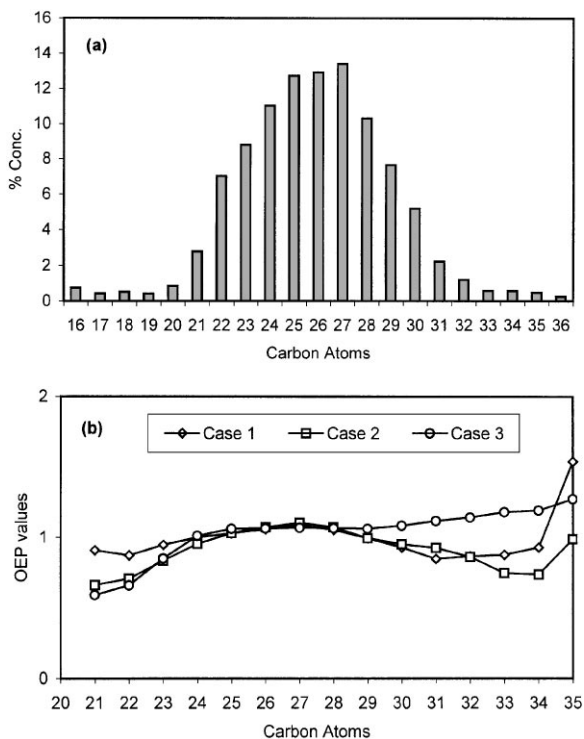 16
14
12
10
8
6
4
2
0
% Conc.
(a)
16 17 18 19 20 21 22 23 24 25 26 27 28 29 30 31 32 33 34 35 36
Carbon Atoms
2
1
0
OEP values
(b)
Case 1 Case 2 Case 3
20 21 22 23 24 25 26 27 28 29 30 31 32 33 34 35
Carbon Atoms